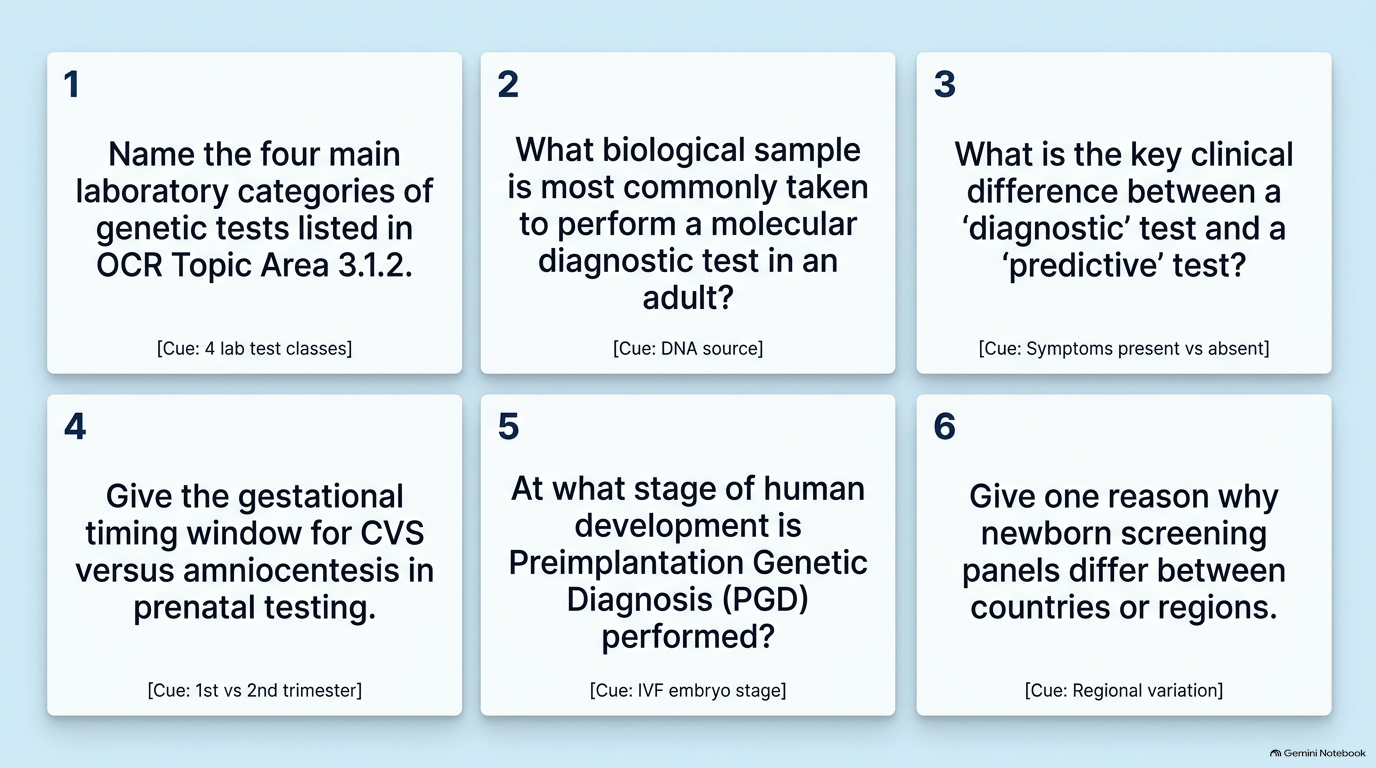 1
Name the four main
laboratory categories of
genetic tests listed in
OCR Topic Area 3.1.2.
[Cue: 4 lab test classes]
2
What biological sample
is most commonly taken
to perform a molecular
diagnostic test in an
adult?
[Cue: DNA source]
3
What is the key clinical
difference between a
‘diagnostic’ test and a
‘predictive’ test?
[Cue: Symptoms present vs absent]
4
Give the gestational
timing window for CVS
versus amniocentesis in
prenatal testing.
[Cue: 1st vs 2nd trimester]
5
At what stage of human
development is
Preimplantation Genetic
Diagnosis (PGD)
performed?
[Cue: IVF embryo stage]
6
Give one reason why
newborn screening
panels differ between
countries or regions.
[Cue: Regional variation]
Gemini Notebook